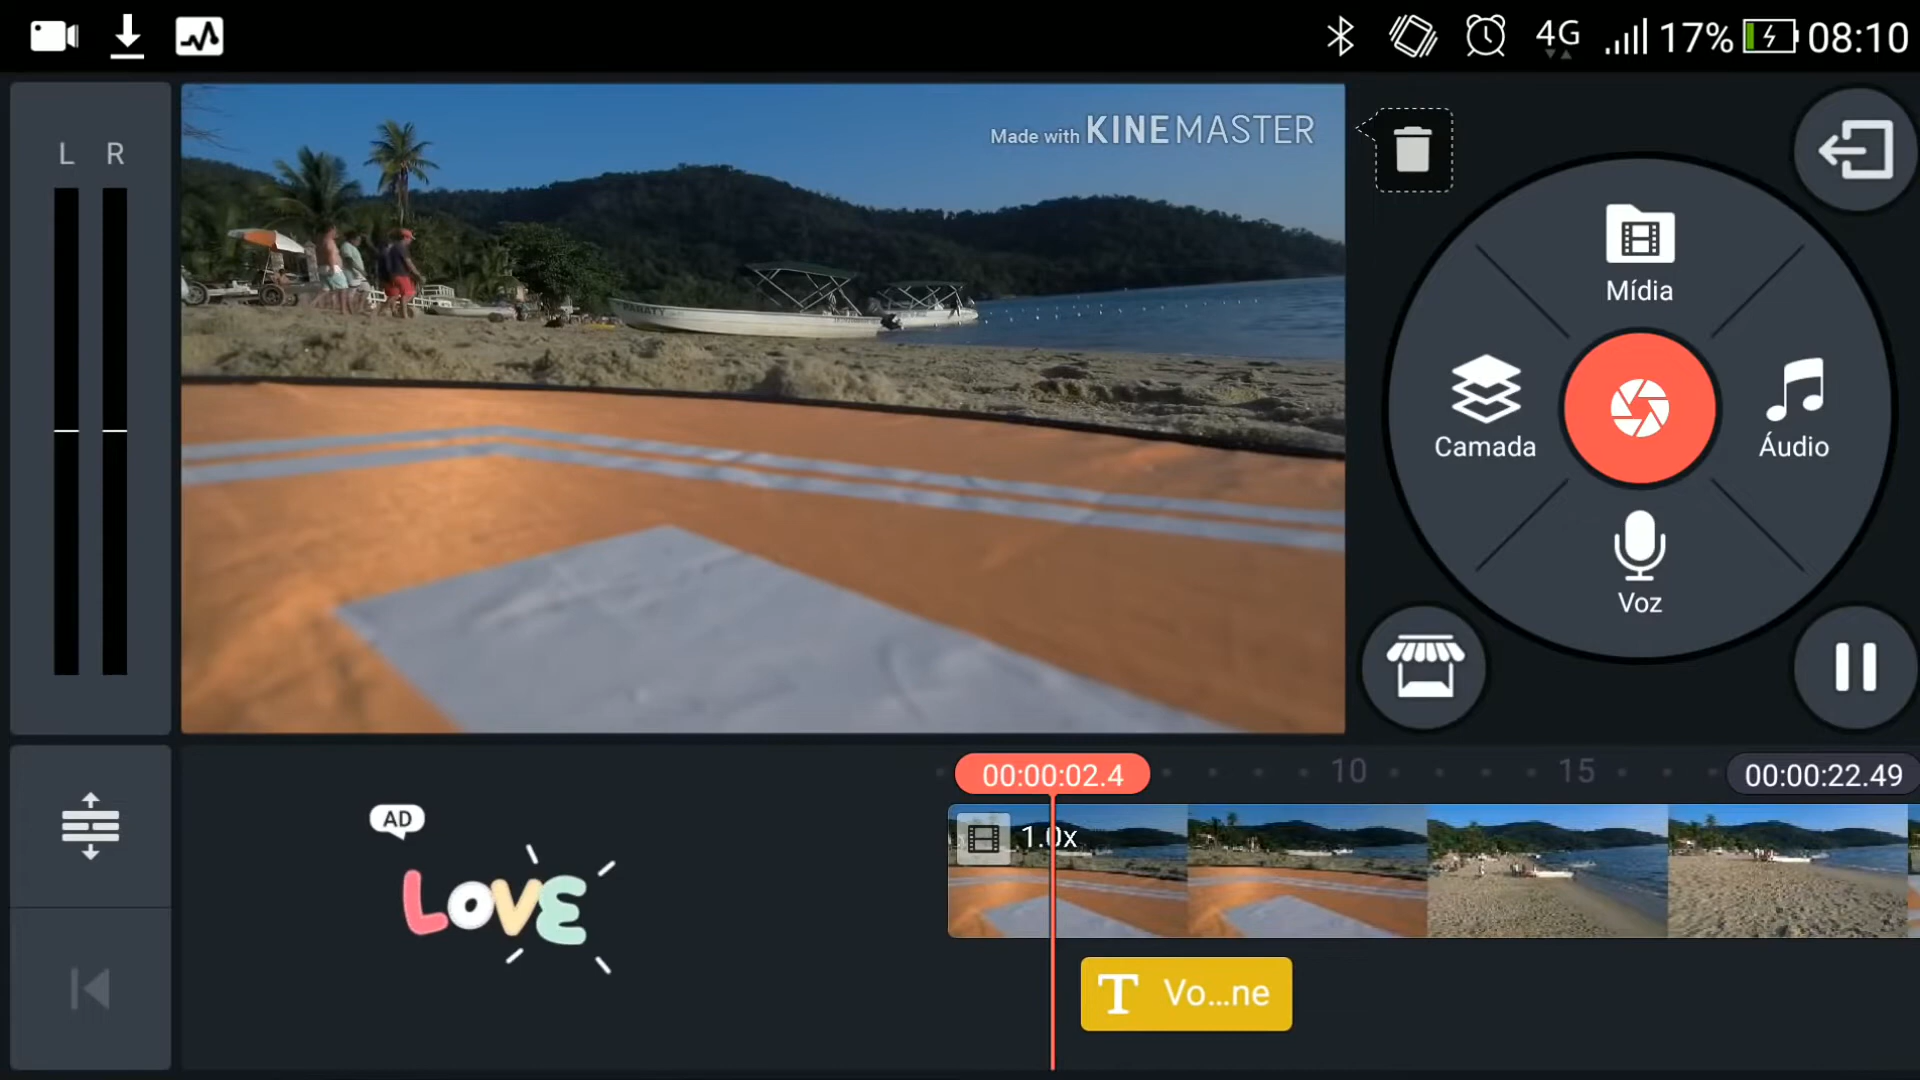 4G 17% 08:10
L R
Made with KINEMASTER
PARATY
Mídia
Camada
Áudio
Voz
00:00:02.4
10
15
00:00:22.49
AD
LOVE
1.0x
T Vo...ne